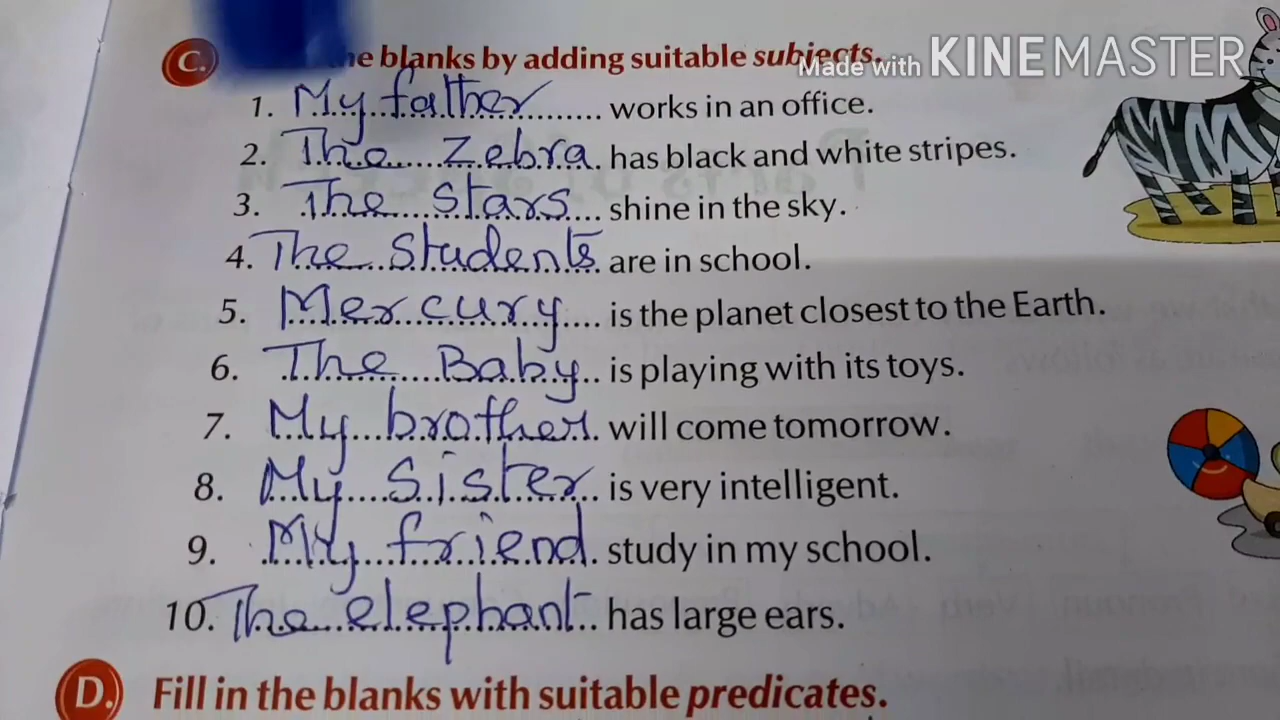 C. he blanks by adding suitable subjects.
Made with KINEMASTER
1. My father works in an office.
2. The Zebra has black and white stripes.
3. The Stars shine in the sky.
4. The Students are in school.
5. Mercury is the planet closest to the Earth.
6. The Baby is playing with its toys.
7. My brother will come tomorrow.
8. My Sister is very intelligent.
9. My friend study in my school.
10. The elephant has large ears.
D. Fill in the blanks with suitable predicates.